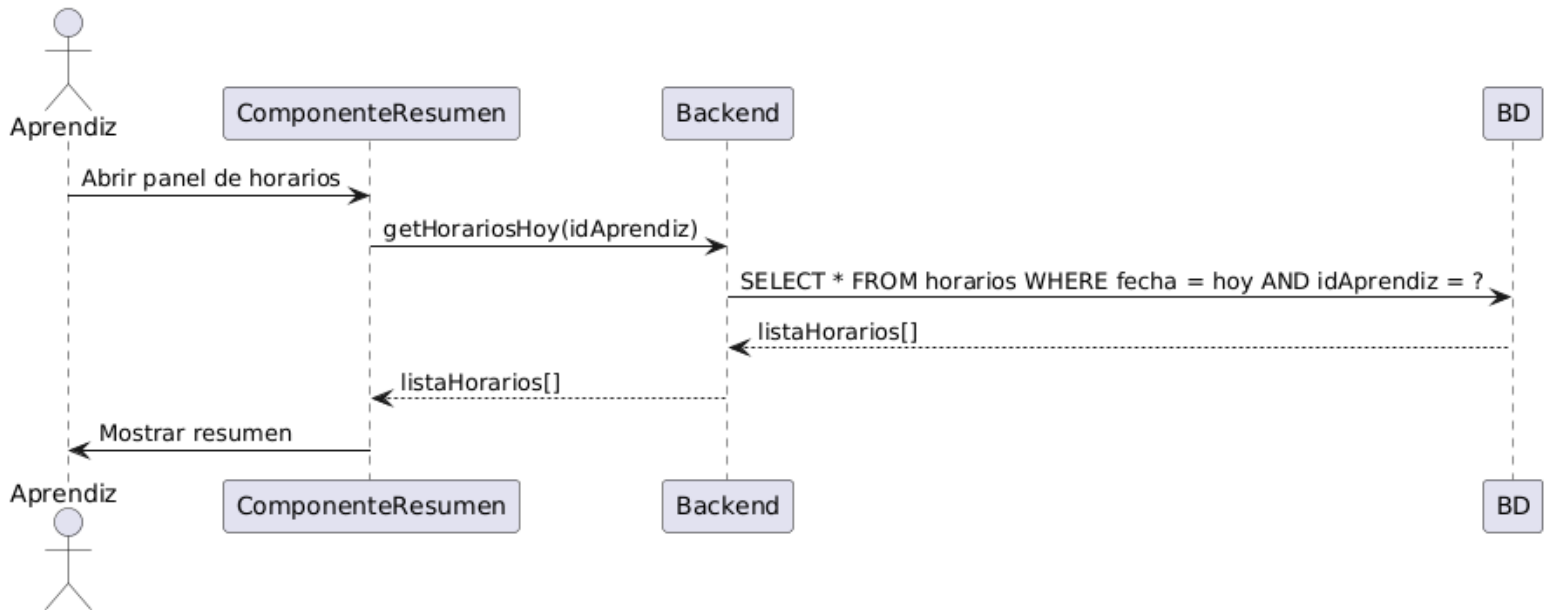 Aprendiz
ComponenteResumen
Backend
BD
Abrir panel de horarios
getHorariosHoy(idAprendiz)
SELECT * FROM horarios WHERE fecha = hoy AND idAprendiz = ?
listaHorarios[]
listaHorarios[]
Mostrar resumen
Aprendiz
ComponenteResumen
Backend
BD